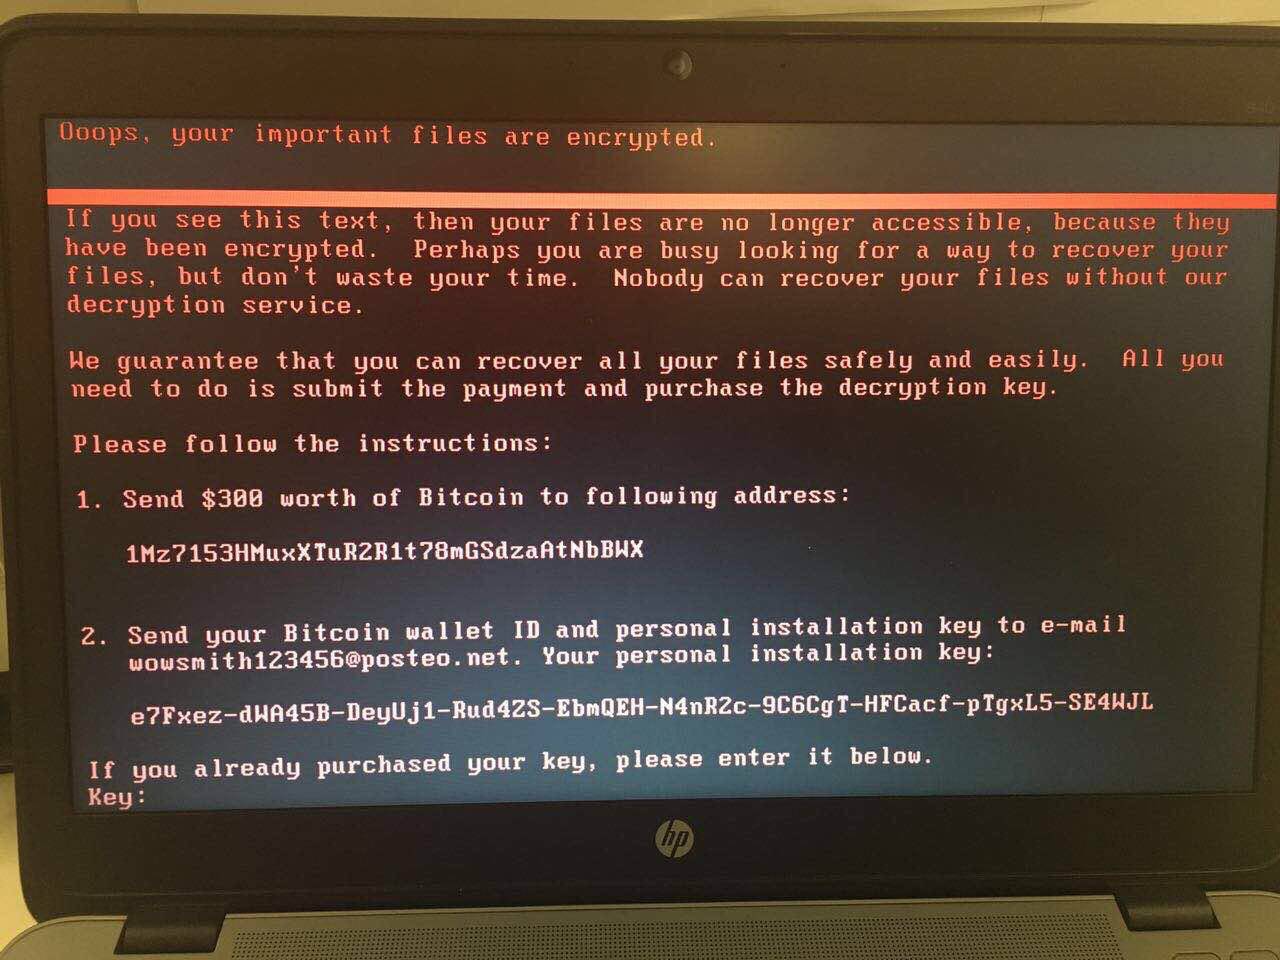 Ooops, your important files are encrypted.
If you see this text, then your files are no longer accessible, because they
have been encrypted. Perhaps you are busy looking for a way to recover your
files, but don't waste your time. Nobody can recover your files without our
decryption service.
We guarantee that you can recover all your files safely and easily. All you
need to do is submit the payment and purchase the decryption key.
Please follow the instructions:
1. Send $300 worth of Bitcoin to following address:
1Mz7153HMuxXTuR2R1t78mGSdzaAtNbBWX
2. Send your Bitcoin wallet ID and personal installation key to e-mail
wowsmith123456@posteo.net. Your personal installation key:
e7Fxez-dWA45B-DeyUj1-Rud4ZS-EbmQEH-N4nR2c-9C6CgT-HFCacf-pTgxL5-SE4WJL
If you already purchased your key, please enter it below.
Key:
hp